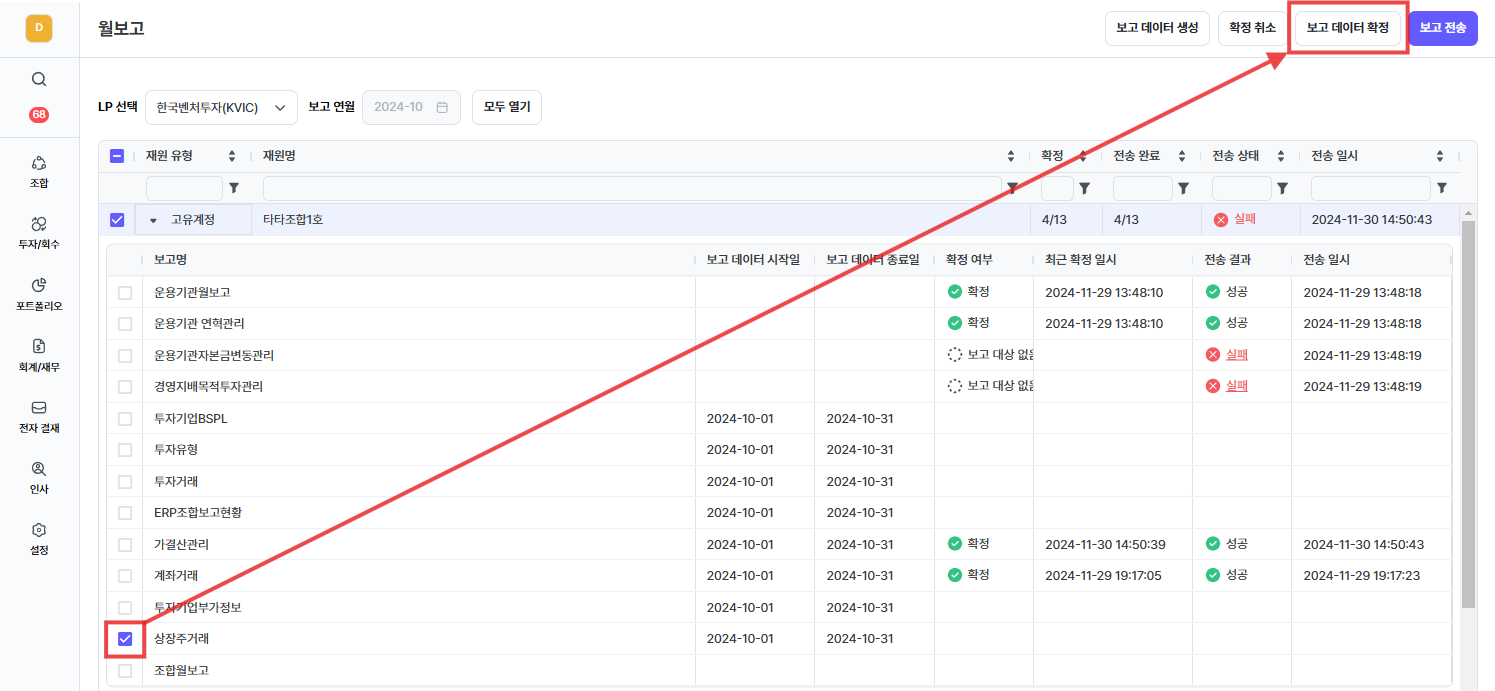 D
월보고
보고 데이터 생성 확정 취소 보고 데이터 확정 보고 전송
68
LP 선택 한국벤처투자(KVIC) 보고 연월 2024-10 모두 열기
조합
투자/회수
포트폴리오
회계/재무
전자 결재
인사
설정
재원 유형 재원명 확정 전송 완료 전송 상태 전송 일시
고유계정 타타조합1호 4/13 4/13 실패 2024-11-30 14:50:43
보고명 보고 데이터 시작일 보고 데이터 종료일 확정 여부 최근 확정 일시 전송 결과 전송 일시
운용기관월보고 확정 2024-11-29 13:48:10 성공 2024-11-29 13:48:18
운용기관 연혁관리 확정 2024-11-29 13:48:10 성공 2024-11-29 13:48:18
운용기관자본금변동관리 보고 대상 없음 실패 2024-11-29 13:48:19
경영지배목적투자관리 보고 대상 없음 실패 2024-11-29 13:48:19
투자기업BSPL 2024-10-01 2024-10-31
투자유형 2024-10-01 2024-10-31
투자거래 2024-10-01 2024-10-31
ERP조합보고현황 2024-10-01 2024-10-31
가결산관리 2024-10-01 2024-10-31 확정 2024-11-30 14:50:39 성공 2024-11-30 14:50:43
계좌거래 2024-10-01 2024-10-31 확정 2024-11-29 19:17:05 성공 2024-11-29 19:17:23
투자기업부가정보 2024-10-01 2024-10-31
상장주거래 2024-10-01 2024-10-31
조합월보고